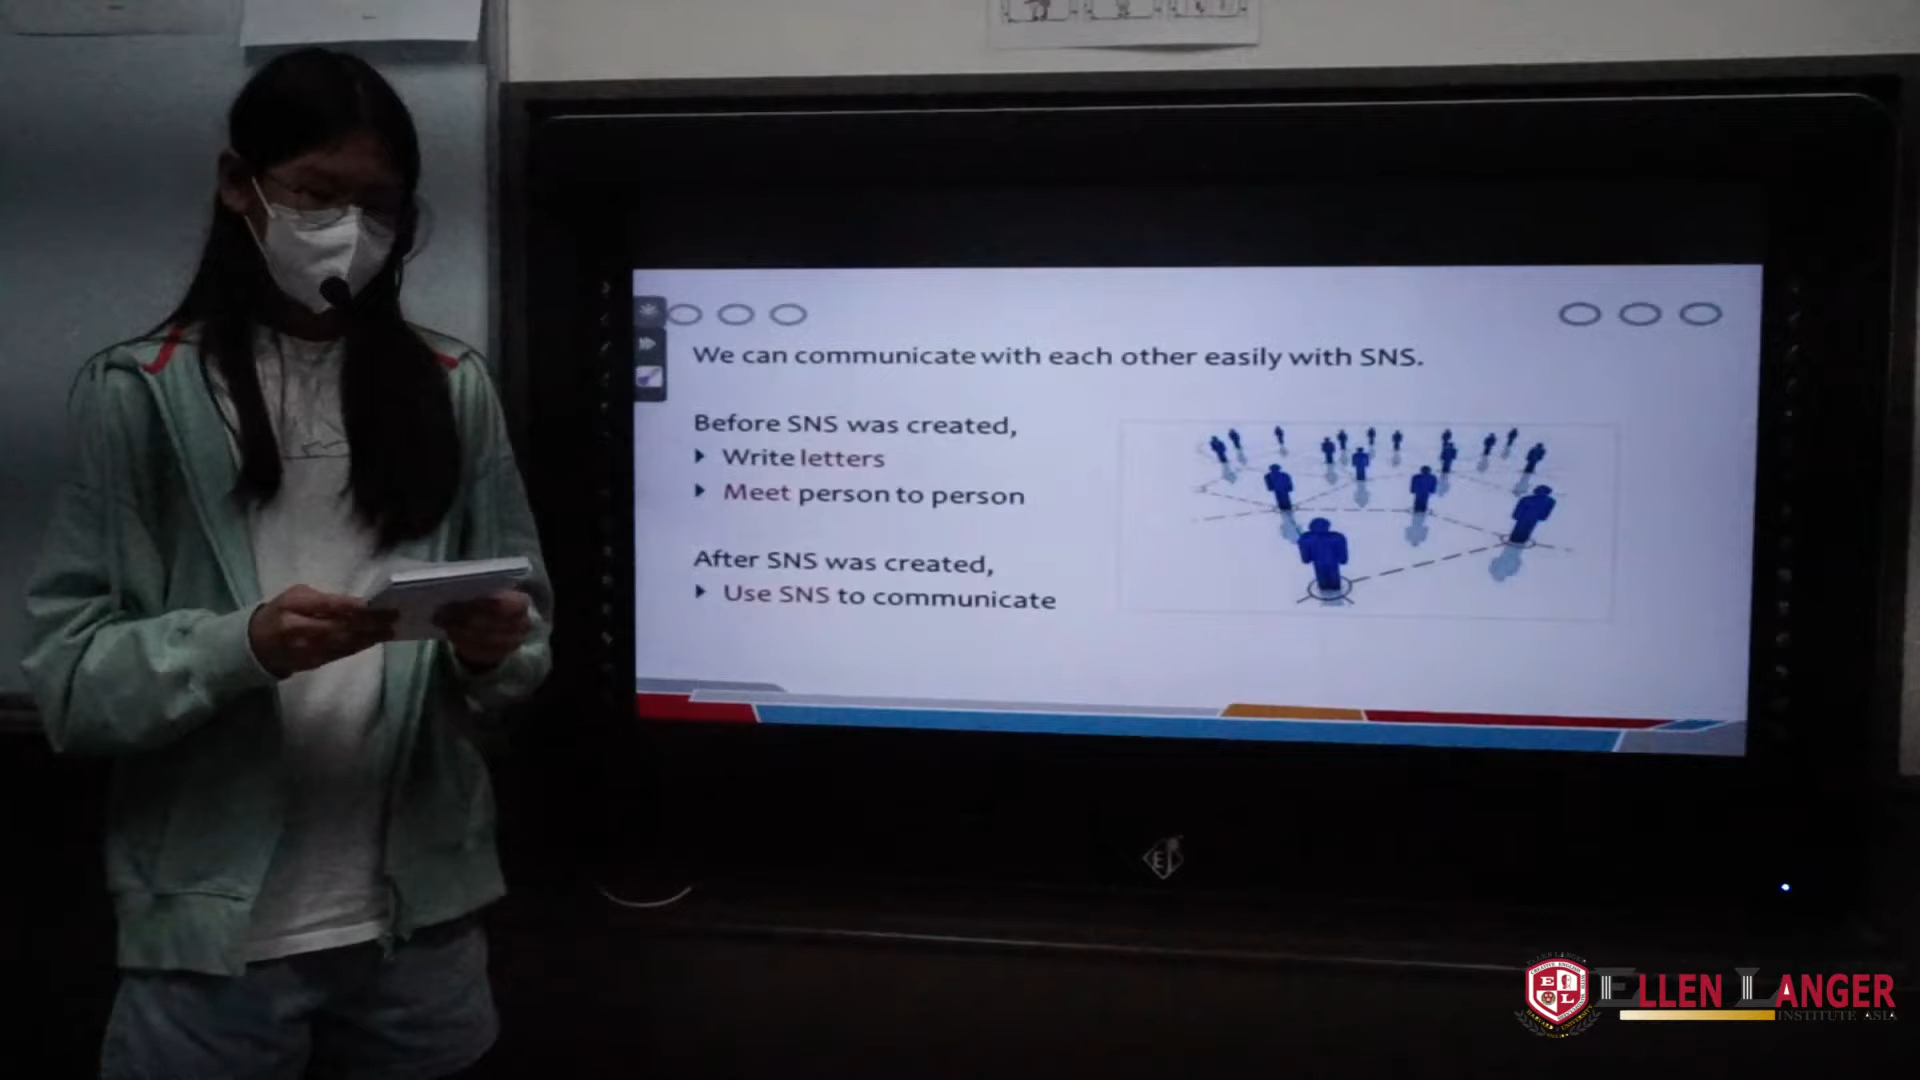 We can communicate with each other easily with SNS.
Before SNS was created,
Write letters
Meet person to person
After SNS was created,
Use SNS to communicate
ELLEN LANGER
INSTITUTE ASIA